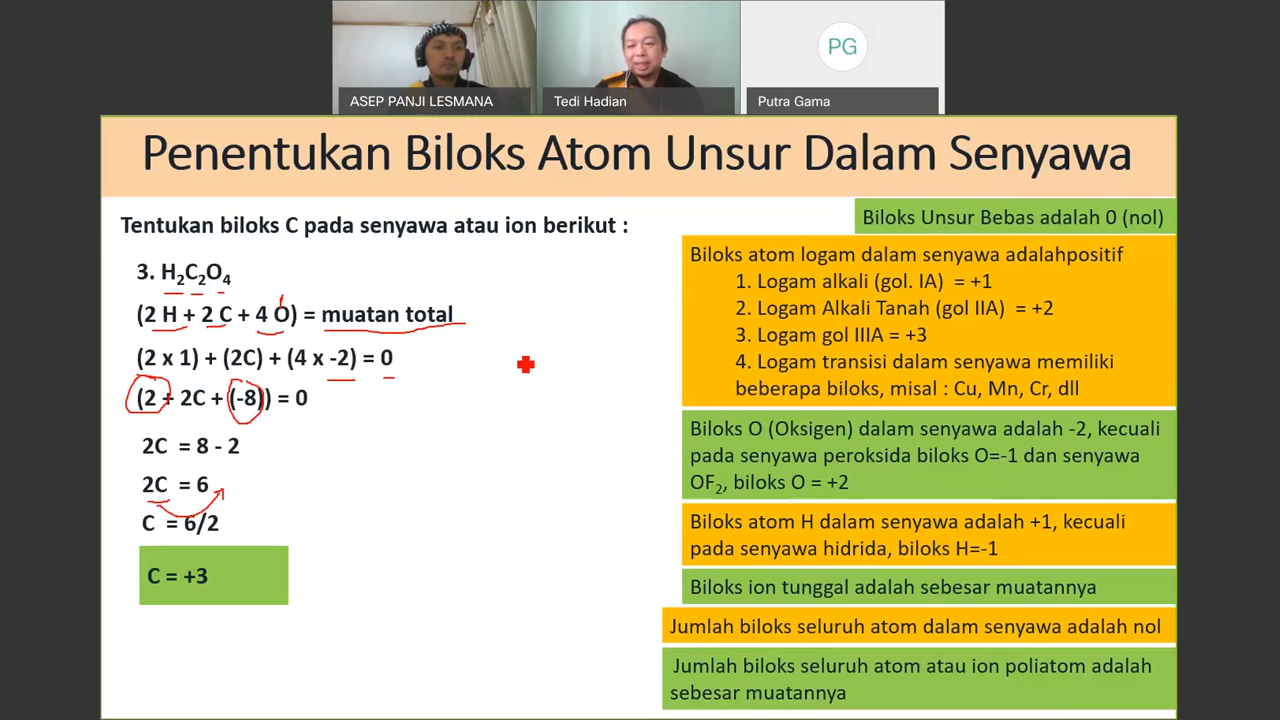 ASEP PANJI LESMANA
Tedi Hadian
PG
Putra Gama
Penentukan Biloks Atom Unsur Dalam Senyawa
Tentukan biloks C pada senyawa atau ion berikut :
3. H₂C₂O₄
(2 H + 2 C + 4 O) = muatan total
(2 x 1) + (2C) + (4 x -2) = 0
(2 + 2C + (-8)) = 0
2C = 8 - 2
2C = 6
C = 6/2
C = +3
Biloks Unsur Bebas adalah 0 (nol)
Biloks atom logam dalam senyawa adalahpositif
1. Logam alkali (gol. IA) = +1
2. Logam Alkali Tanah (gol IIA) = +2
3. Logam gol IIIA = +3
4. Logam transisi dalam senyawa memiliki
beberapa biloks, misal : Cu, Mn, Cr, dll
Biloks O (Oksigen) dalam senyawa adalah -2, kecuali
pada senyawa peroksida biloks O=-1 dan senyawa
OF₂, biloks O = +2
Biloks atom H dalam senyawa adalah +1, kecuali
pada senyawa hidrida, biloks H=-1
Biloks ion tunggal adalah sebesar muatannya
Jumlah biloks seluruh atom dalam senyawa adalah nol
Jumlah biloks seluruh atom atau ion poliatom adalah
sebesar muatannya